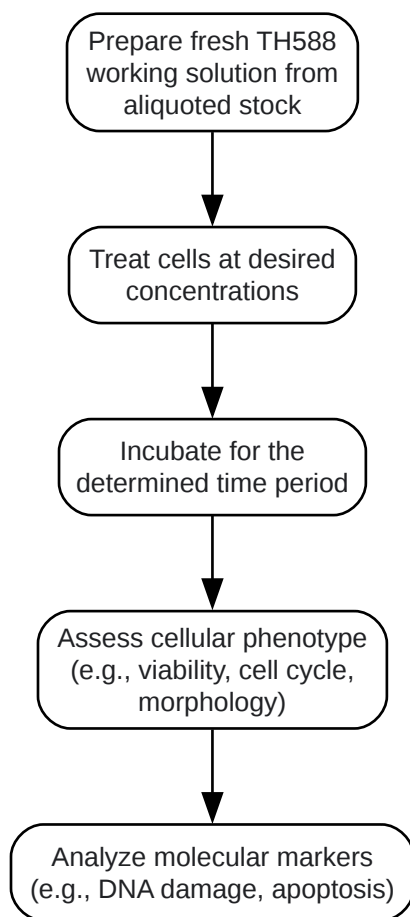 Prepare fresh TH588
working solution from
aliquoted stock
Treat cells at desired
concentrations
Incubate for the
determined time period
Assess cellular phenotype
(e.g., viability, cell cycle,
morphology)
Analyze molecular markers
(e.g., DNA damage, apoptosis)